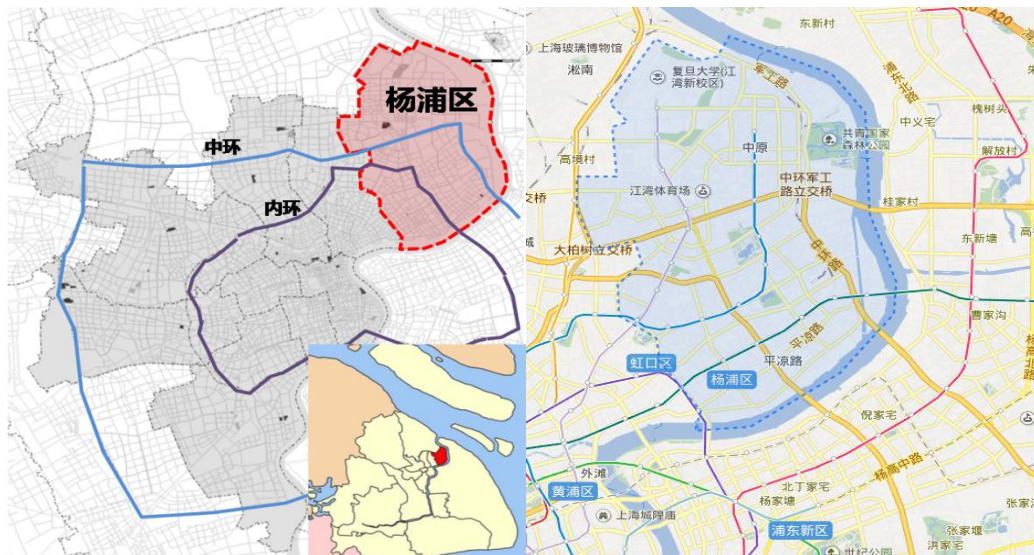 杨浦区
中环
内环
东新村
A20
上海玻璃博物馆
淞南
复旦大学(江
湾新校区)
军工路
浦东北路
槐树头
中义宅
共青国家
森林公园
解放村
中原
高境村
中环军工
路立交桥
江湾体育场
桂家村
东新塘
大柏树立交桥
中环路
曹家沟
平凉路
虹口区
杨浦区
平凉路
倪家宅
外滩
杨高中路
黄浦区
北丁家宅
杨家塘
上海城隍庙
浦东新区
张家堰
洪家宅
世纪公园